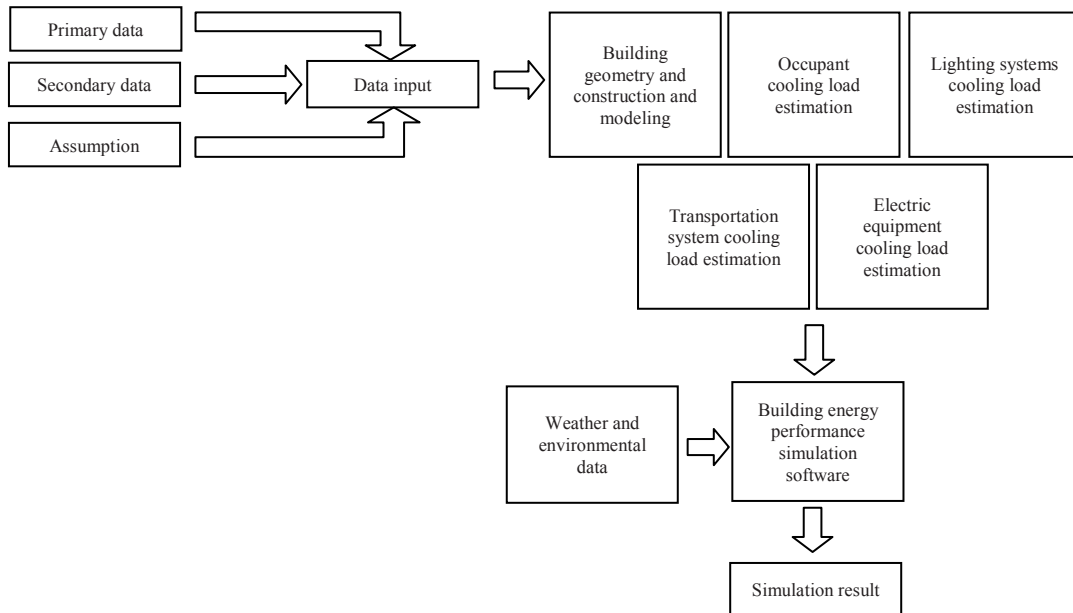 Primary data
Secondary data
Assumption
Data input
Building
geometry and
construction and
modeling
Occupant
cooling load
estimation
Lighting systems
cooling load
estimation
Transportation
system cooling
load estimation
Electric
equipment
cooling load
estimation
Weather and
environmental
data
Building energy
performance
simulation
software
Simulation result